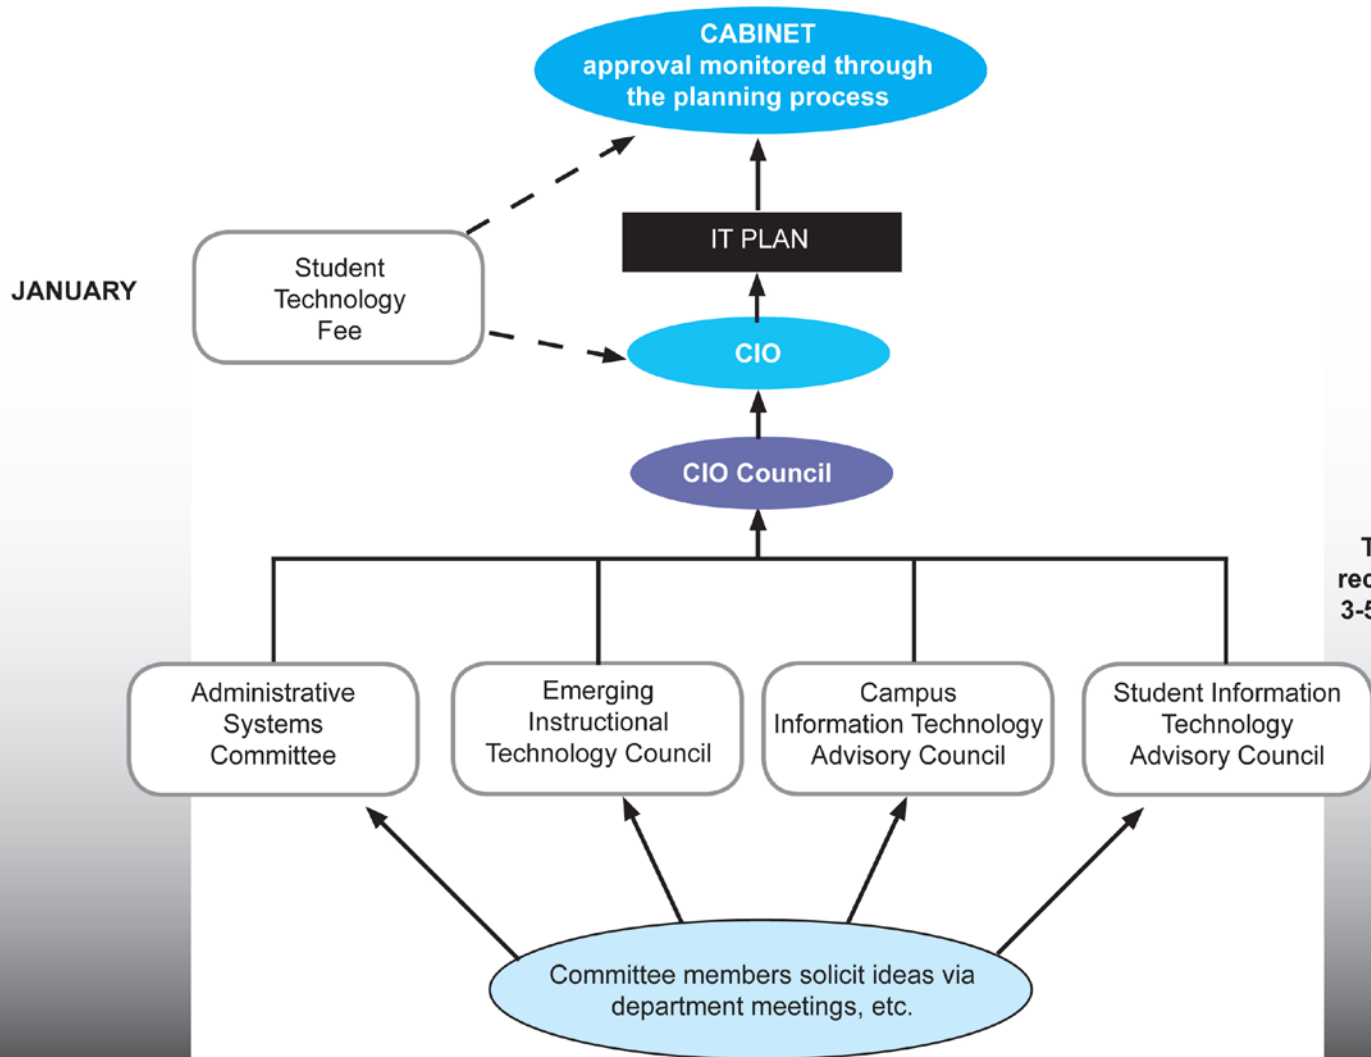 CABINET
approval monitored through
the planning process
IT PLAN
JANUARY
Student
Technology
Fee
CIO
CIO Council
3-5
Administrative
Systems
Committee
Emerging
Instructional
Technology Council
Campus
Information Technology
Advisory Council
Student Information
Technology
Advisory Council
Committee members solicit ideas via
department meetings, etc.